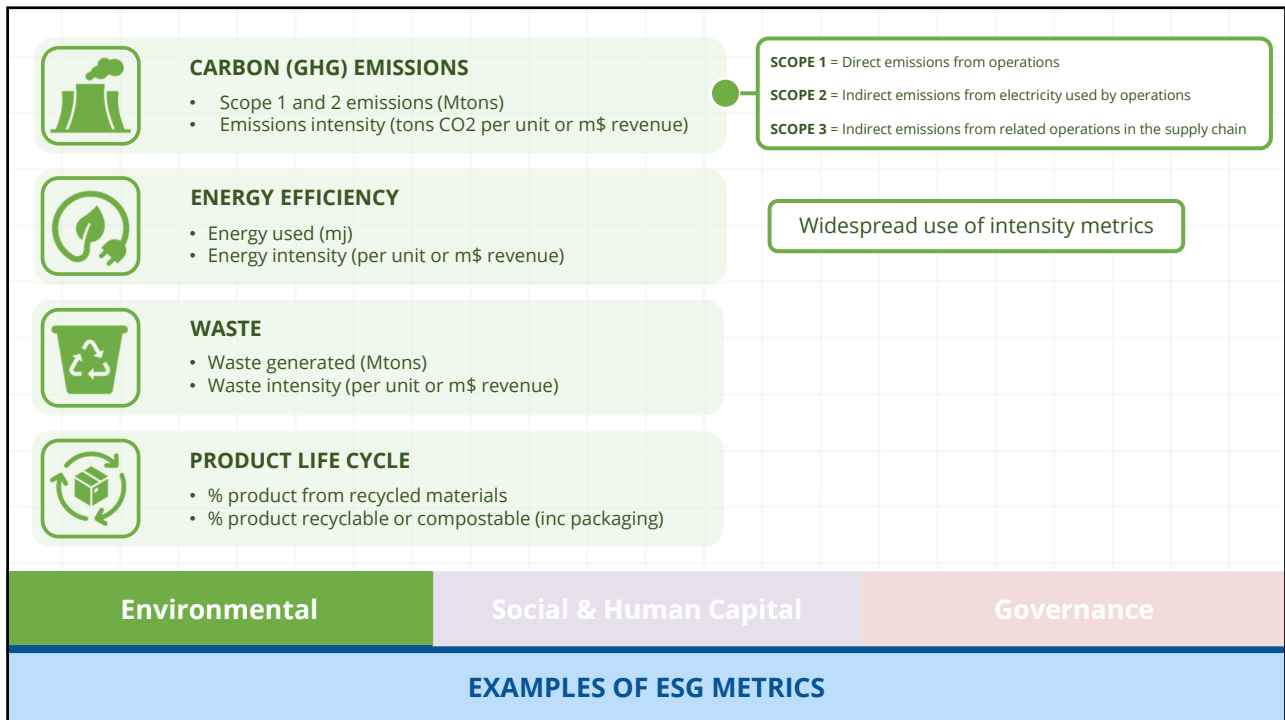 CARBON (GHG) EMISSIONS
• Scope 1 and 2 emissions (Mtons)
• Emissions intensity (tons CO2 per unit or m$ revenue)
SCOPE 1 = Direct emissions from operations
SCOPE 2 = Indirect emissions from electricity used by operations
SCOPE 3 = Indirect emissions from related operations in the supply chain
ENERGY EFFICIENCY
• Energy used (mj)
• Energy intensity (per unit or m$ revenue)
Widespread use of intensity metrics
WASTE
• Waste generated (Mtons)
• Waste intensity (per unit or m$ revenue)
PRODUCT LIFE CYCLE
• % product from recycled materials
• % product recyclable or compostable (inc packaging)
Environmental
Social & Human Capital
Governance
EXAMPLES OF ESG METRICS